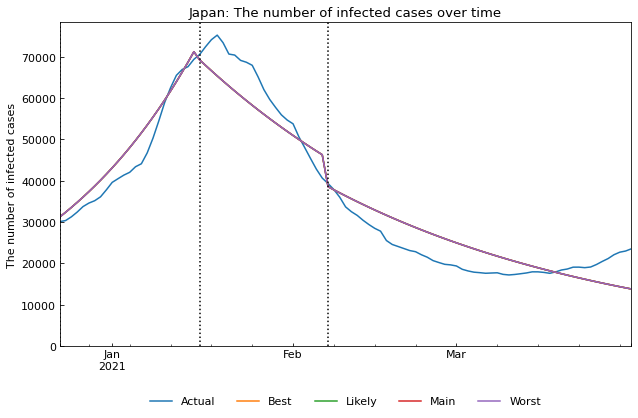 Japan: The number of infected cases over time
The number of infected cases
70000
60000
50000
40000
30000
20000
10000
0
Jan
2021
Feb
Mar
Actual
Best
Likely
Main
Worst